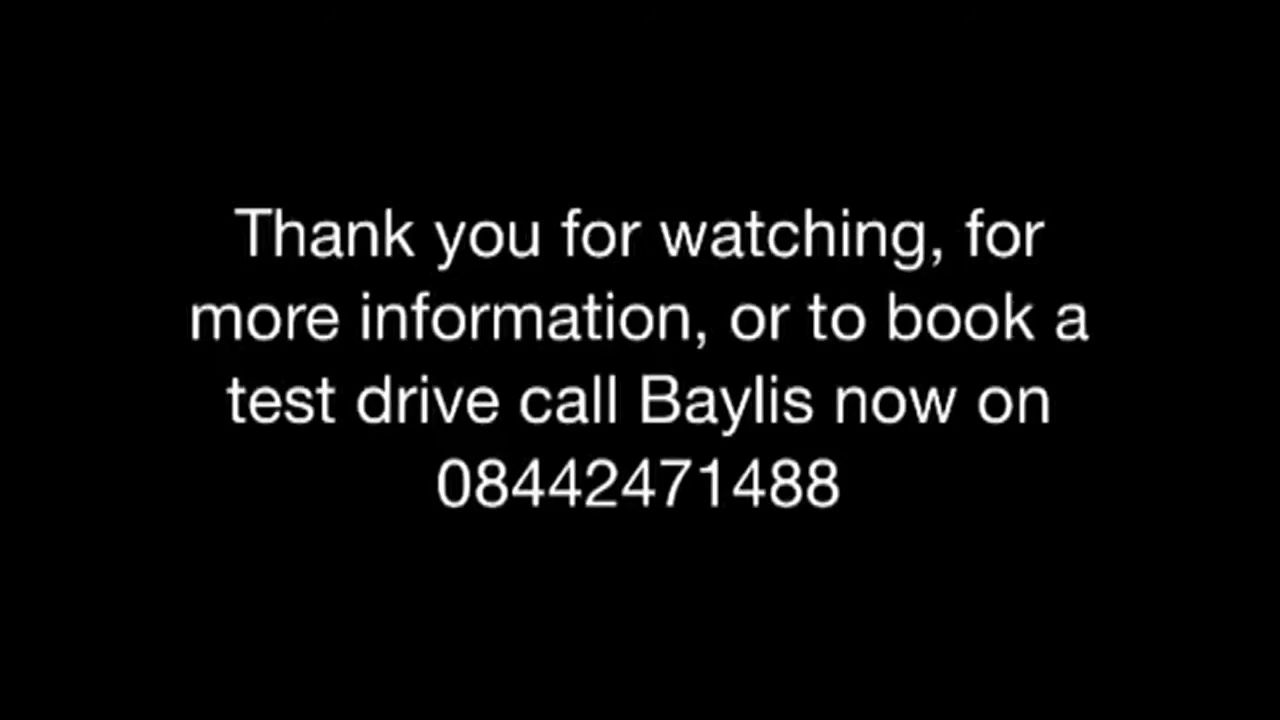 Thank you for watching, for
more information, or to book a
test drive call Baylis now on
08442471488